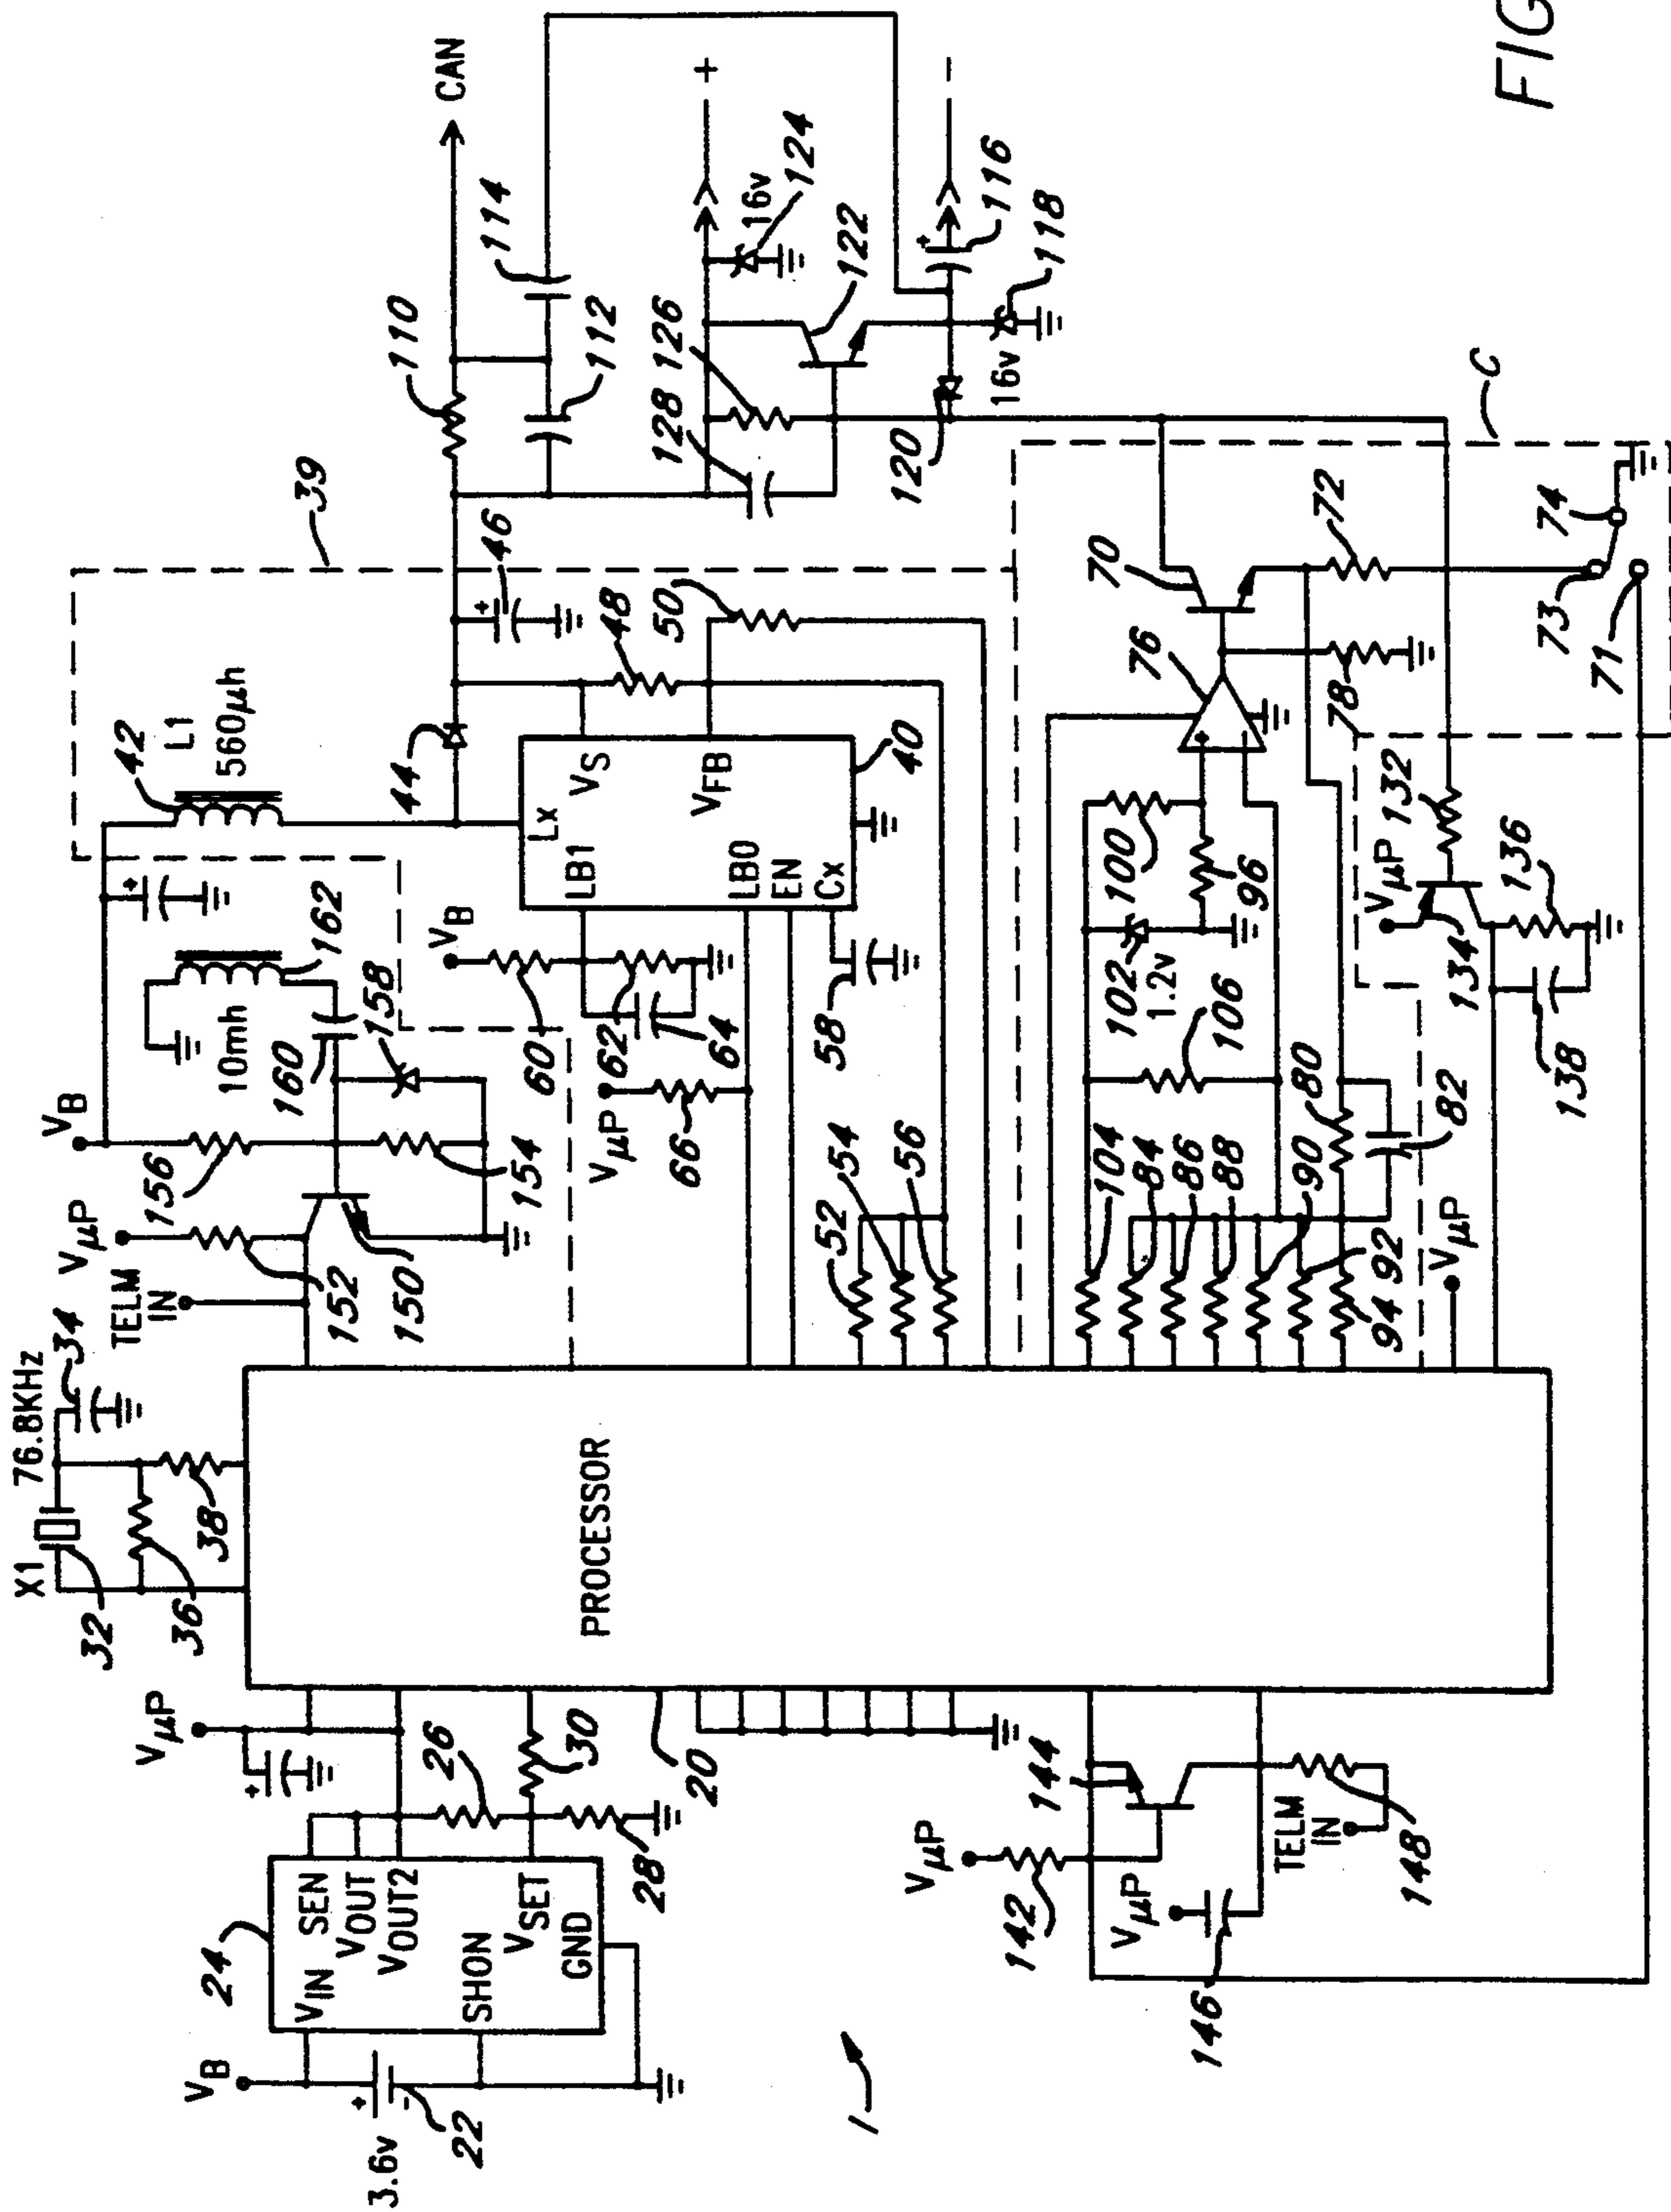 FIG
X1 76.8KHz
32
34
36
38
VμP
TELM
IN
152
150
VB
156
154
10mh
160
158
162
42
L1
560μh
39
44
46
110
CAN
114
112
+
16v
124
122
126
128
-
116
118
16v
120
VB
3.6v
+
-
22
24
VIN
SEN
VOUT
VOUT2
SHON
VSET
GND
VμP
+
26
28
30
20
PROCESSOR
Lx
LB1
VS
VFB
LB0
EN
Cx
40
VB
60
62
64
VμP
66
58
48
50
52
54
56
C
104
84
86
88
90
92
94
80
82
106
102
1.2v
100
96
76
+
-
70
72
78
73
74
71
VμP
VμP
132
134
136
138
VμP
142
144
VμP
146
TELM
IN
148
1